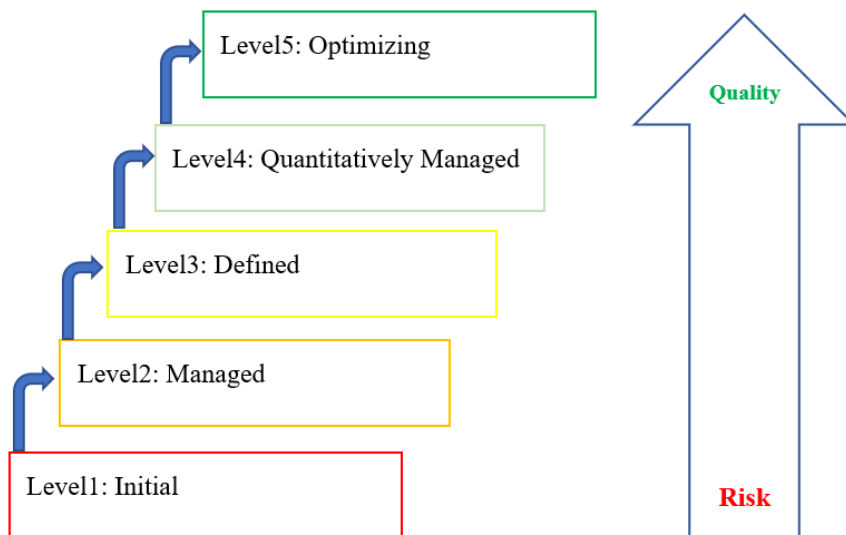 Level5: Optimizing
Quality
Level4: Quantitatively Managed
Level3: Defined
Level2: Managed
Level1: Initial
Risk